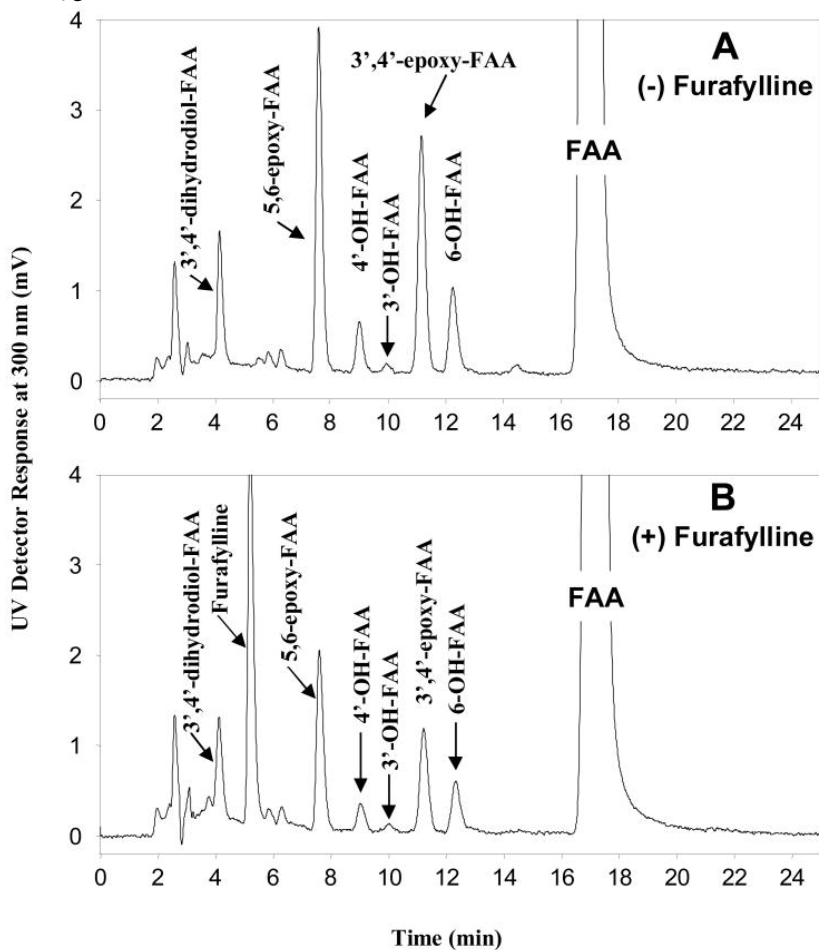 4
A
(-) Furafylline
3',4'-dihydrodiol-FAA
5,6-epoxy-FAA
3',4'-epoxy-FAA
4'-OH-FAA
3'-OH-FAA
6-OH-FAA
FAA
3
2
1
0
0 2 4 6 8 10 12 14 16 18 20 22 24
UV Detector Response at 300 nm (mV)
4
B
(+) Furafylline
3',4'-dihydrodiol-FAA
Furafylline
5,6-epoxy-FAA
4'-OH-FAA
3'-OH-FAA
3',4'-epoxy-FAA
6-OH-FAA
FAA
3
2
1
0
0 2 4 6 8 10 12 14 16 18 20 22 24
Time (min)